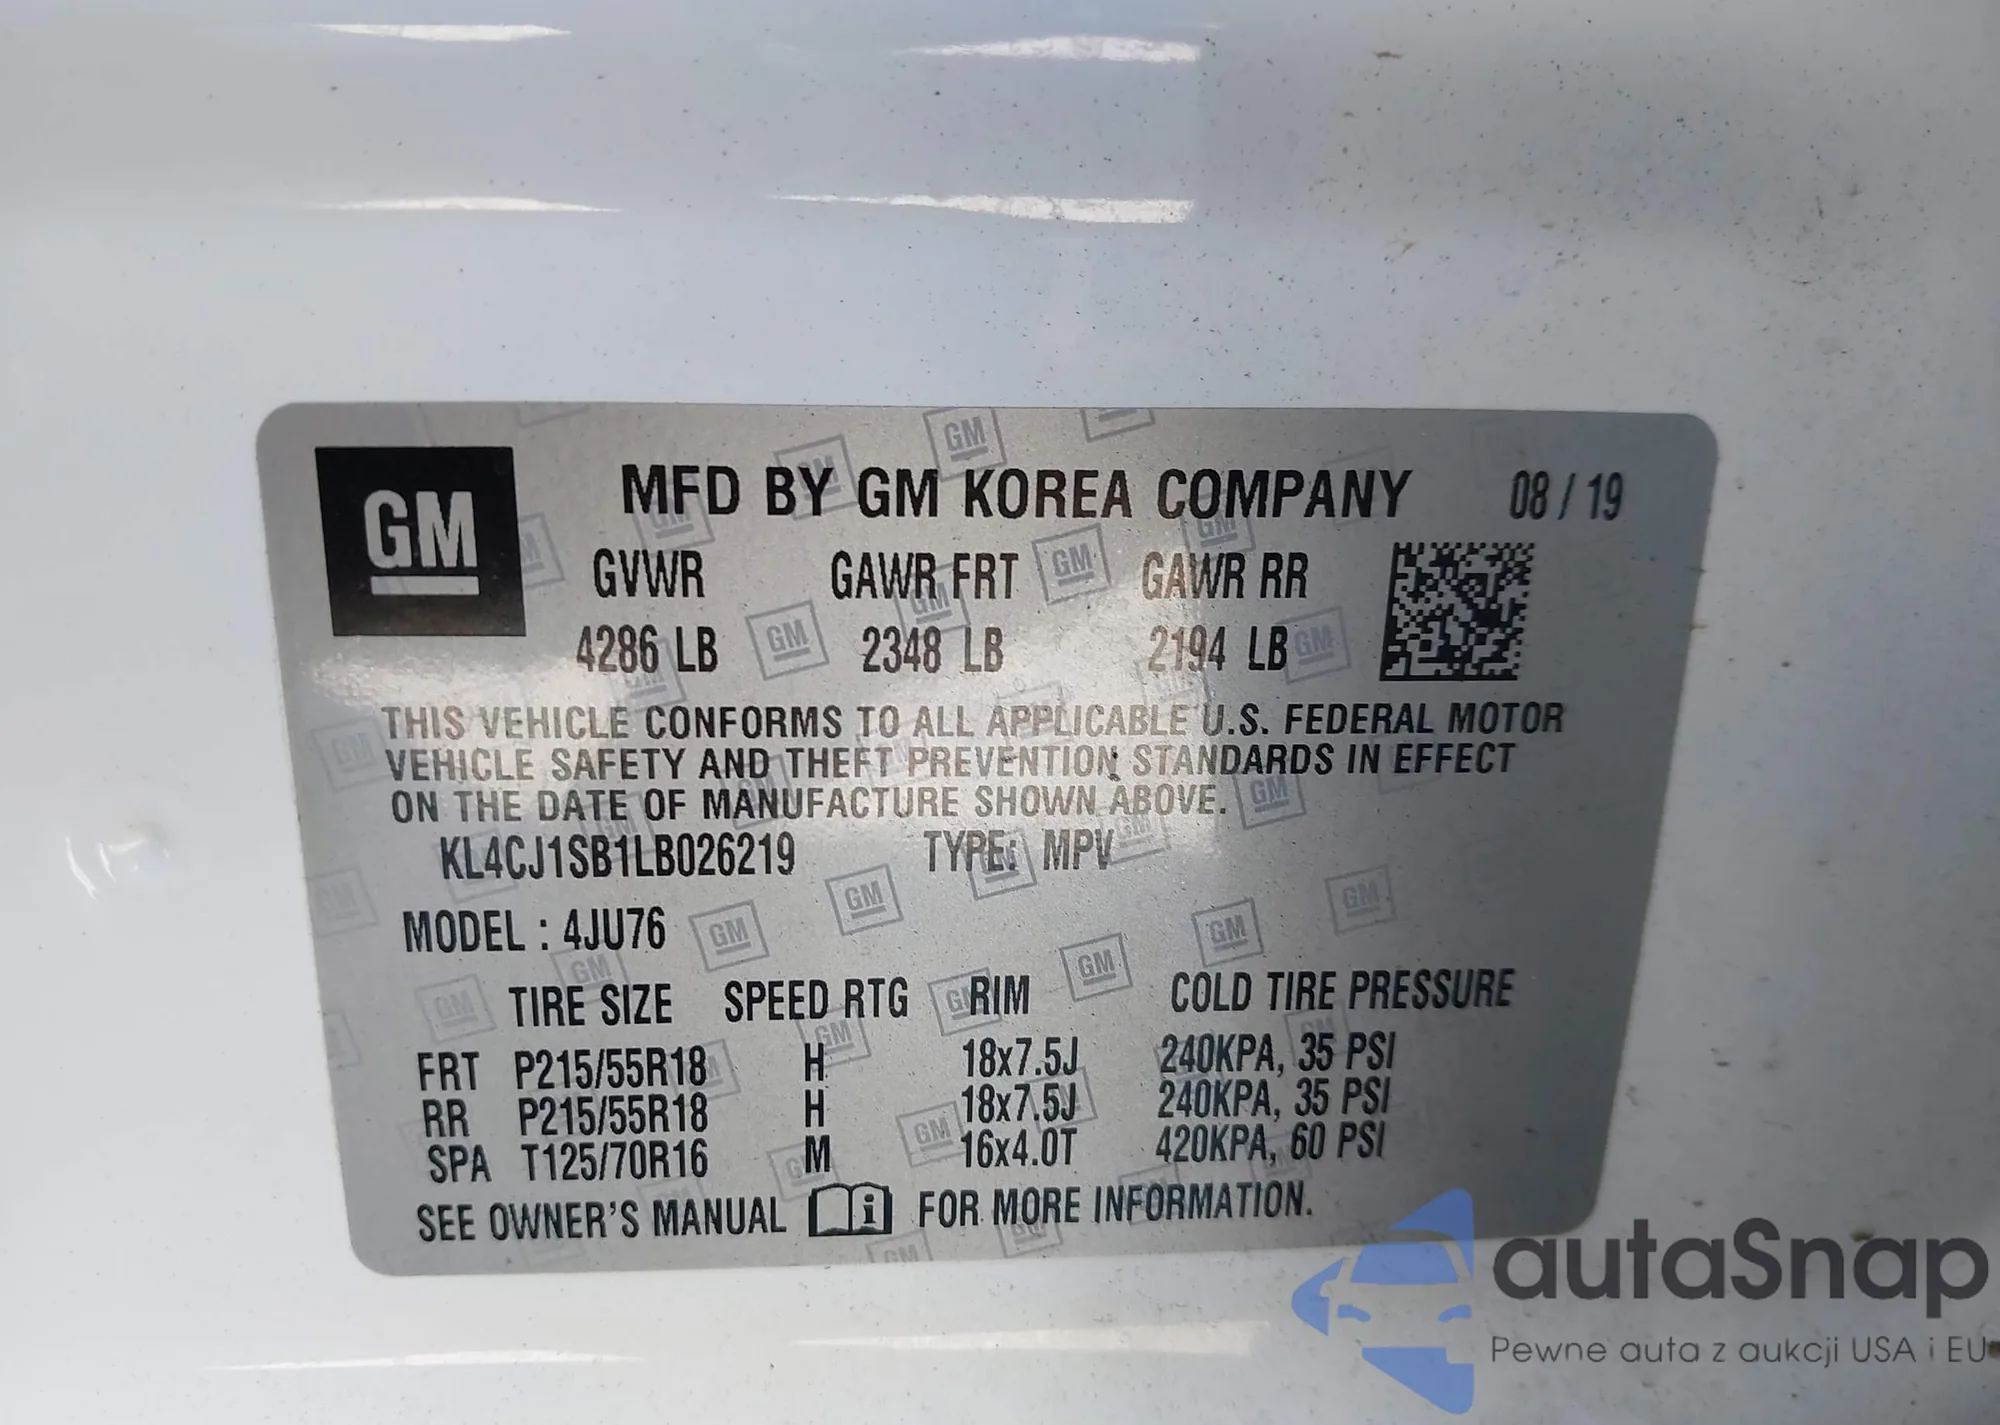 GM MFD BY GM KOREA COMPANY 08 / 19
GVWR GAWR FRT GAWR RR
4286 LB 2348 LB 2194 LB
THIS VEHICLE CONFORMS TO ALL APPLICABLE U.S. FEDERAL MOTOR
VEHICLE SAFETY AND THEFT PREVENTION STANDARDS IN EFFECT
ON THE DATE OF MANUFACTURE SHOWN ABOVE.
KL4CJ1SB1LB026219 TYPE: MPV
MODEL : 4JU76
TIRE SIZE SPEED RTG RIM COLD TIRE PRESSURE
FRT P215/55R18 H 18x7.5J 240KPA, 35 PSI
RR P215/55R18 H 18x7.5J 240KPA, 35 PSI
SPA T125/70R16 M 16x4.0T 420KPA, 60 PSI
SEE OWNER'S MANUAL i FOR MORE INFORMATION.
autaSnap
Pewne auta z aukcji USA i EU